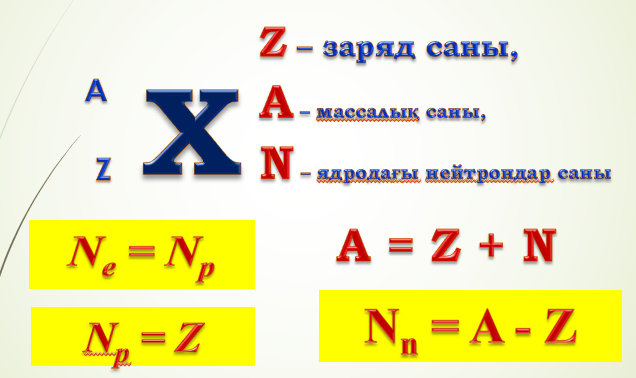 Z – заряд саны,
A
X
A – массалық саны,
Z
N – ядродағы нейтрондар саны
Nₑ = Nₚ
A = Z + N
Nₚ = Z
Nₙ = A - Z